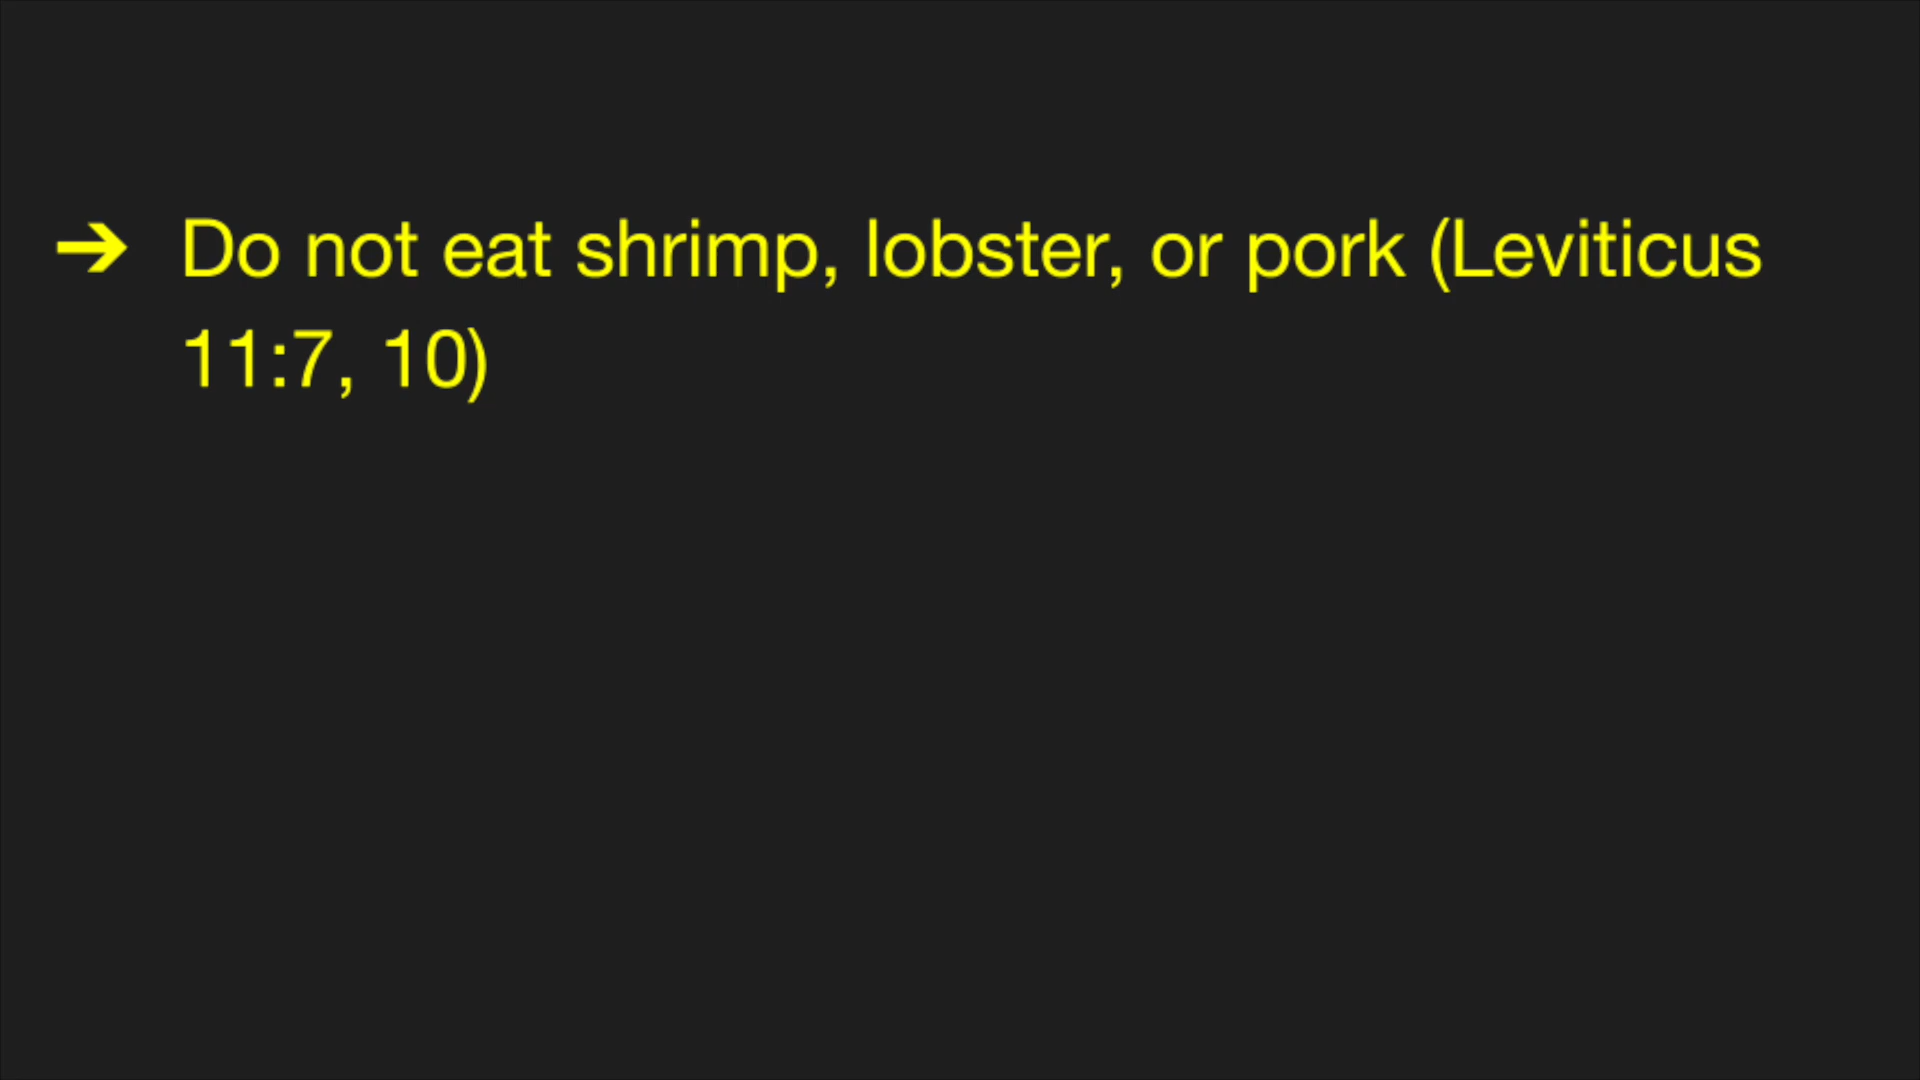 ➔ Do not eat shrimp, lobster, or pork (Leviticus
11:7, 10)